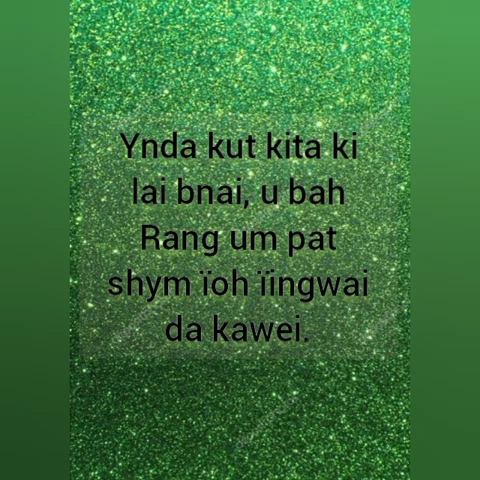 Ynda kut kita ki
lai bnai, u bah
Rang um pat
shym ïoh ïingwai
da kawei.